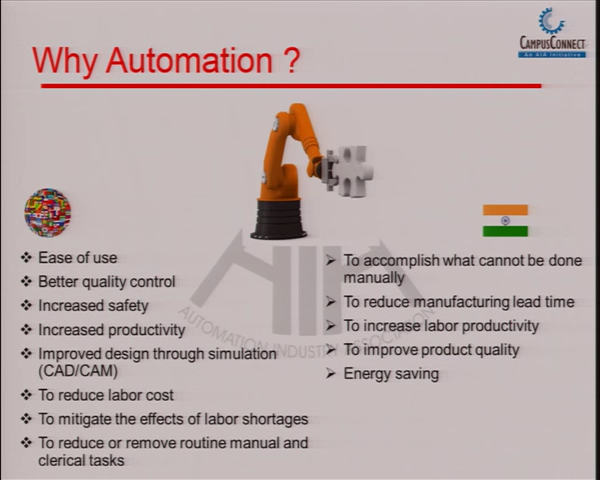 CAMPUSCONNECT
An AIA Initiative
Why Automation ?
❖ Ease of use
❖ Better quality control
❖ Increased safety
❖ Increased productivity
❖ Improved design through simulation
(CAD/CAM)
❖ To reduce labor cost
❖ To mitigate the effects of labor shortages
❖ To reduce or remove routine manual and
clerical tasks
➢ To accomplish what cannot be done
manually
➢ To reduce manufacturing lead time
➢ To increase labor productivity
➢ To improve product quality
➢ Energy saving
AIA
AUTOMATION INDUSTRY ASSOCIATION